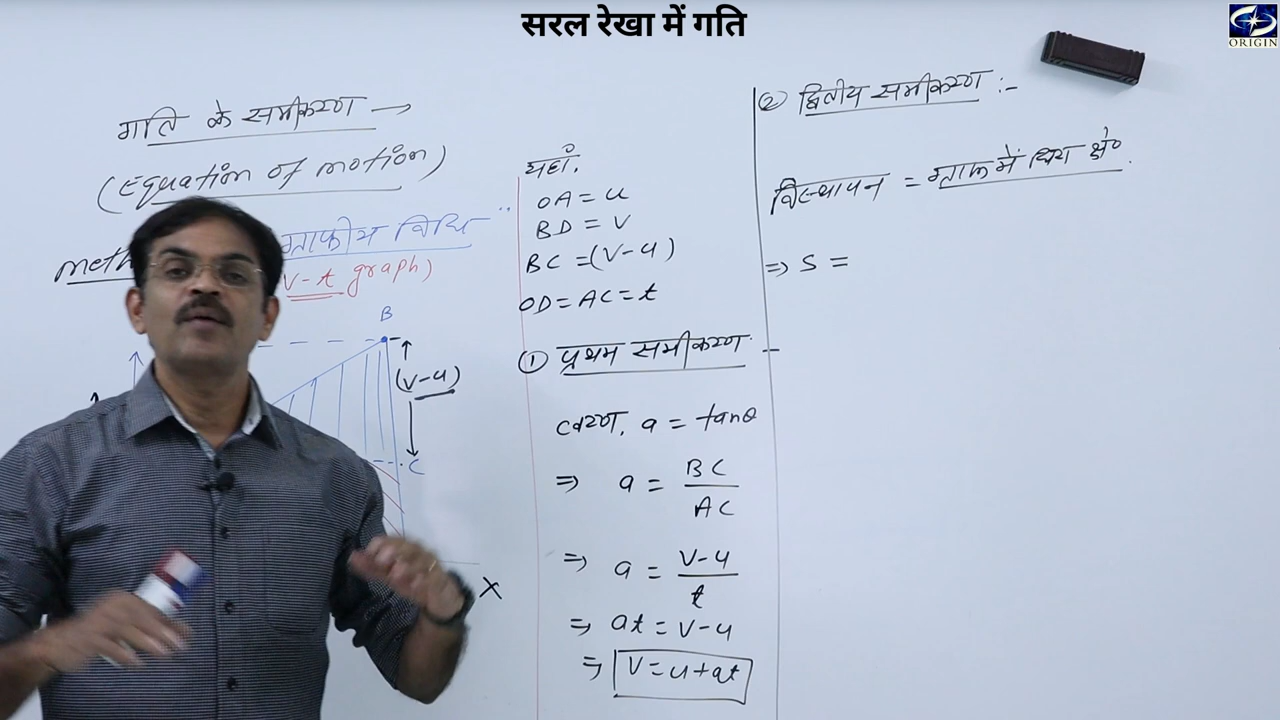 सरल रेखा में गति
ORIGIN
गति के समीकरण →
(Equation of motion)
ग्राफीय विधि
(V-t graph)
B
(V-u)
C
X
यहाँ,
OA = u
BD = V
BC = (V-u)
OD = AC = t
① प्रथम समीकरण -
त्वरण, a = tanθ
⇒ a = BC/AC
⇒ a = V-u/t
⇒ at = V-u
⇒ V = u+at
② द्वितीय समीकरण :-
विस्थापन = ग्राफ में घिरा क्षे०
⇒ S =